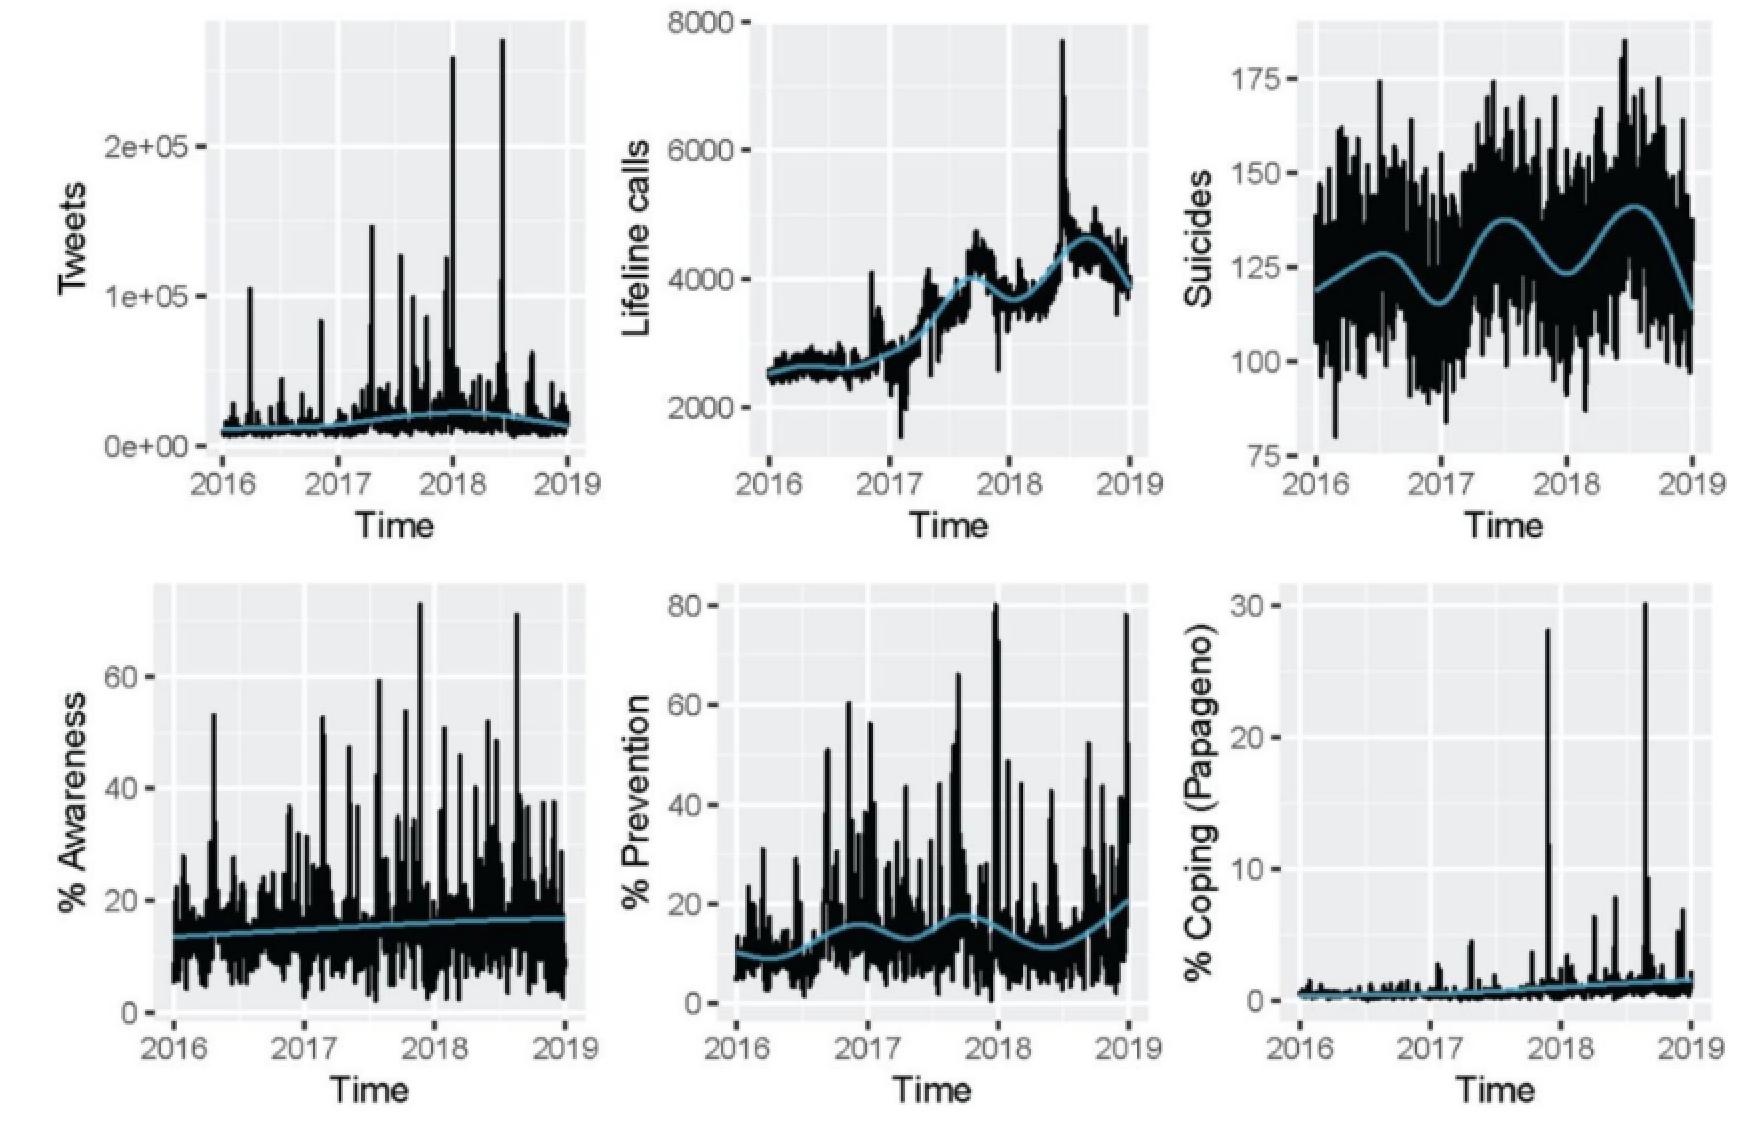 Tweets
2e+05
1e+05
0e+00
2016 2017 2018 2019
Time
Lifeline calls
8000
6000
4000
2000
2016 2017 2018 2019
Time
Suicides
175
150
125
100
75
2016 2017 2018 2019
Time
% Awareness
60
40
20
0
2016 2017 2018 2019
Time
% Prevention
80
60
40
20
0
2016 2017 2018 2019
Time
% Coping (Papageno)
30
20
10
0
2016 2017 2018 2019
Time